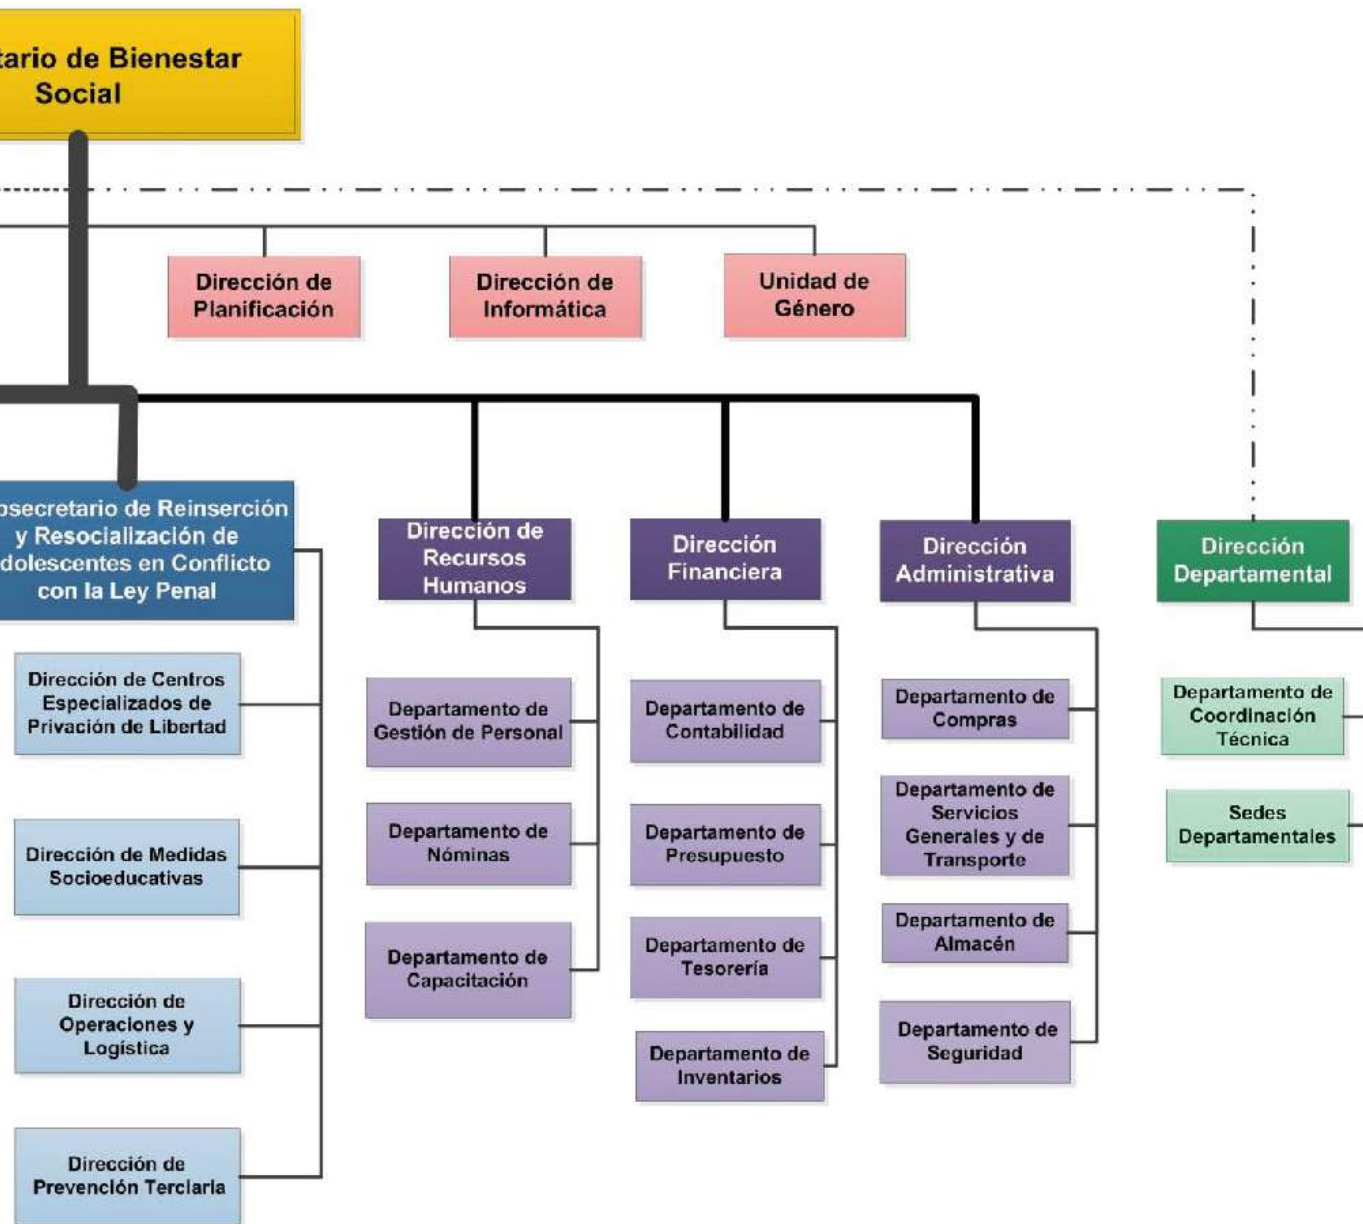 tario de Bienestar
Social
Dirección de
Planificación
Dirección de
Informática
Unidad de
Género
bsecretario de Reinserción
y Resocialización de
dolescentes en Conflicto
con la Ley Penal
Dirección de Centros
Especializados de
Privación de Libertad
Dirección de Medidas
Socioeducativas
Dirección de
Operaciones y
Logística
Dirección de
Prevención Terciaria
Dirección de
Recursos
Humanos
Departamento de
Gestión de Personal
Departamento de
Nóminas
Departamento de
Capacitación
Dirección
Financiera
Departamento de
Contabilidad
Departamento de
Presupuesto
Departamento de
Tesorería
Departamento de
Inventarios
Dirección
Administrativa
Departamento de
Compras
Departamento de
Servicios
Generales y de
Transporte
Departamento de
Almacén
Departamento de
Seguridad
Dirección
Departamental
Departamento de
Coordinación
Técnica
Sedes
Departamentales